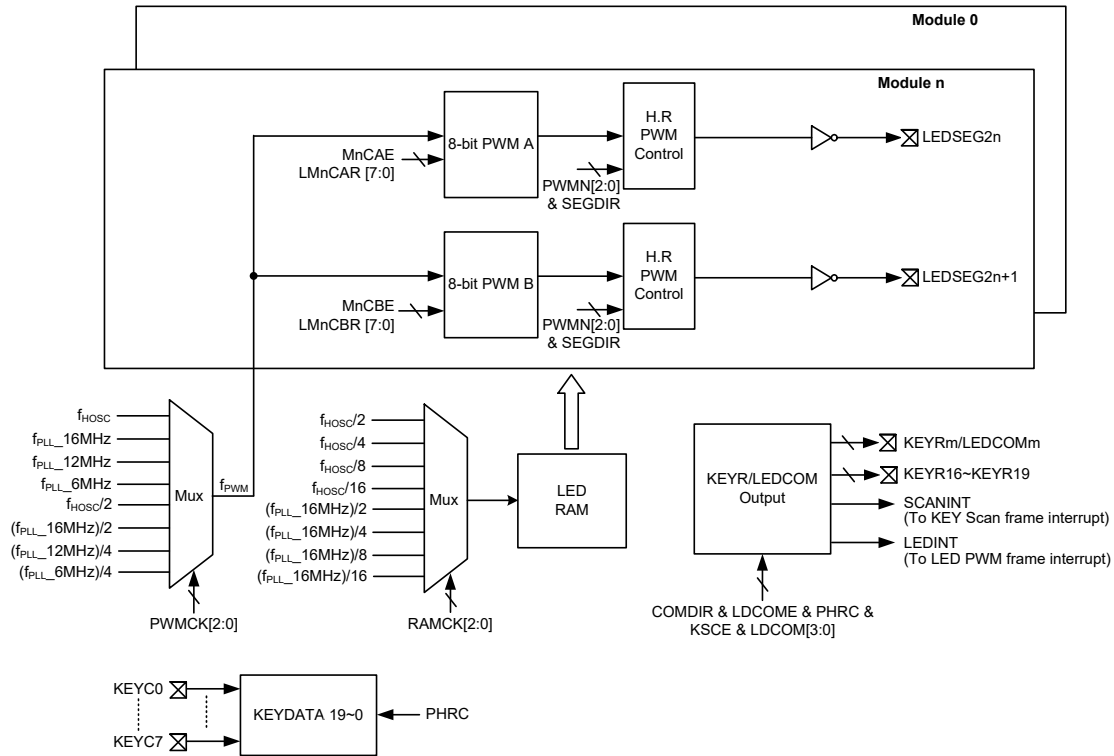 Module 0
Module n
8-bit PWM A
MnCAE
LMnCAR [7:0]
H.R
PWM
Control
PWMN[2:0]
& SEGDIR
LEDSEG2n
8-bit PWM B
MnCBE
LMnCBR [7:0]
H.R
PWM
Control
PWMN[2:0]
& SEGDIR
LEDSEG2n+1
fHOSC
fPLL_16MHz
fPLL_12MHz
fPLL_6MHz
fHOSC/2
(fPLL_16MHz)/2
(fPLL_12MHz)/4
(fPLL_6MHz)/4
Mux
fPWM
PWMCK[2:0]
fHOSC/2
fHOSC/4
fHOSC/8
fHOSC/16
(fPLL_16MHz)/2
(fPLL_16MHz)/4
(fPLL_16MHz)/8
(fPLL_16MHz)/16
Mux
RAMCK[2:0]
LED
RAM
KEYR/LEDCOM
Output
KEYRm/LEDCOMm
KEYR16~KEYR19
SCANINT
(To KEY Scan frame interrupt)
LEDINT
(To LED PWM frame interrupt)
COMDIR & LDCOME & PHRC &
KSCE & LDCOM[3:0]
KEYC0
KEYC7
KEYDATA 19~0
PHRC